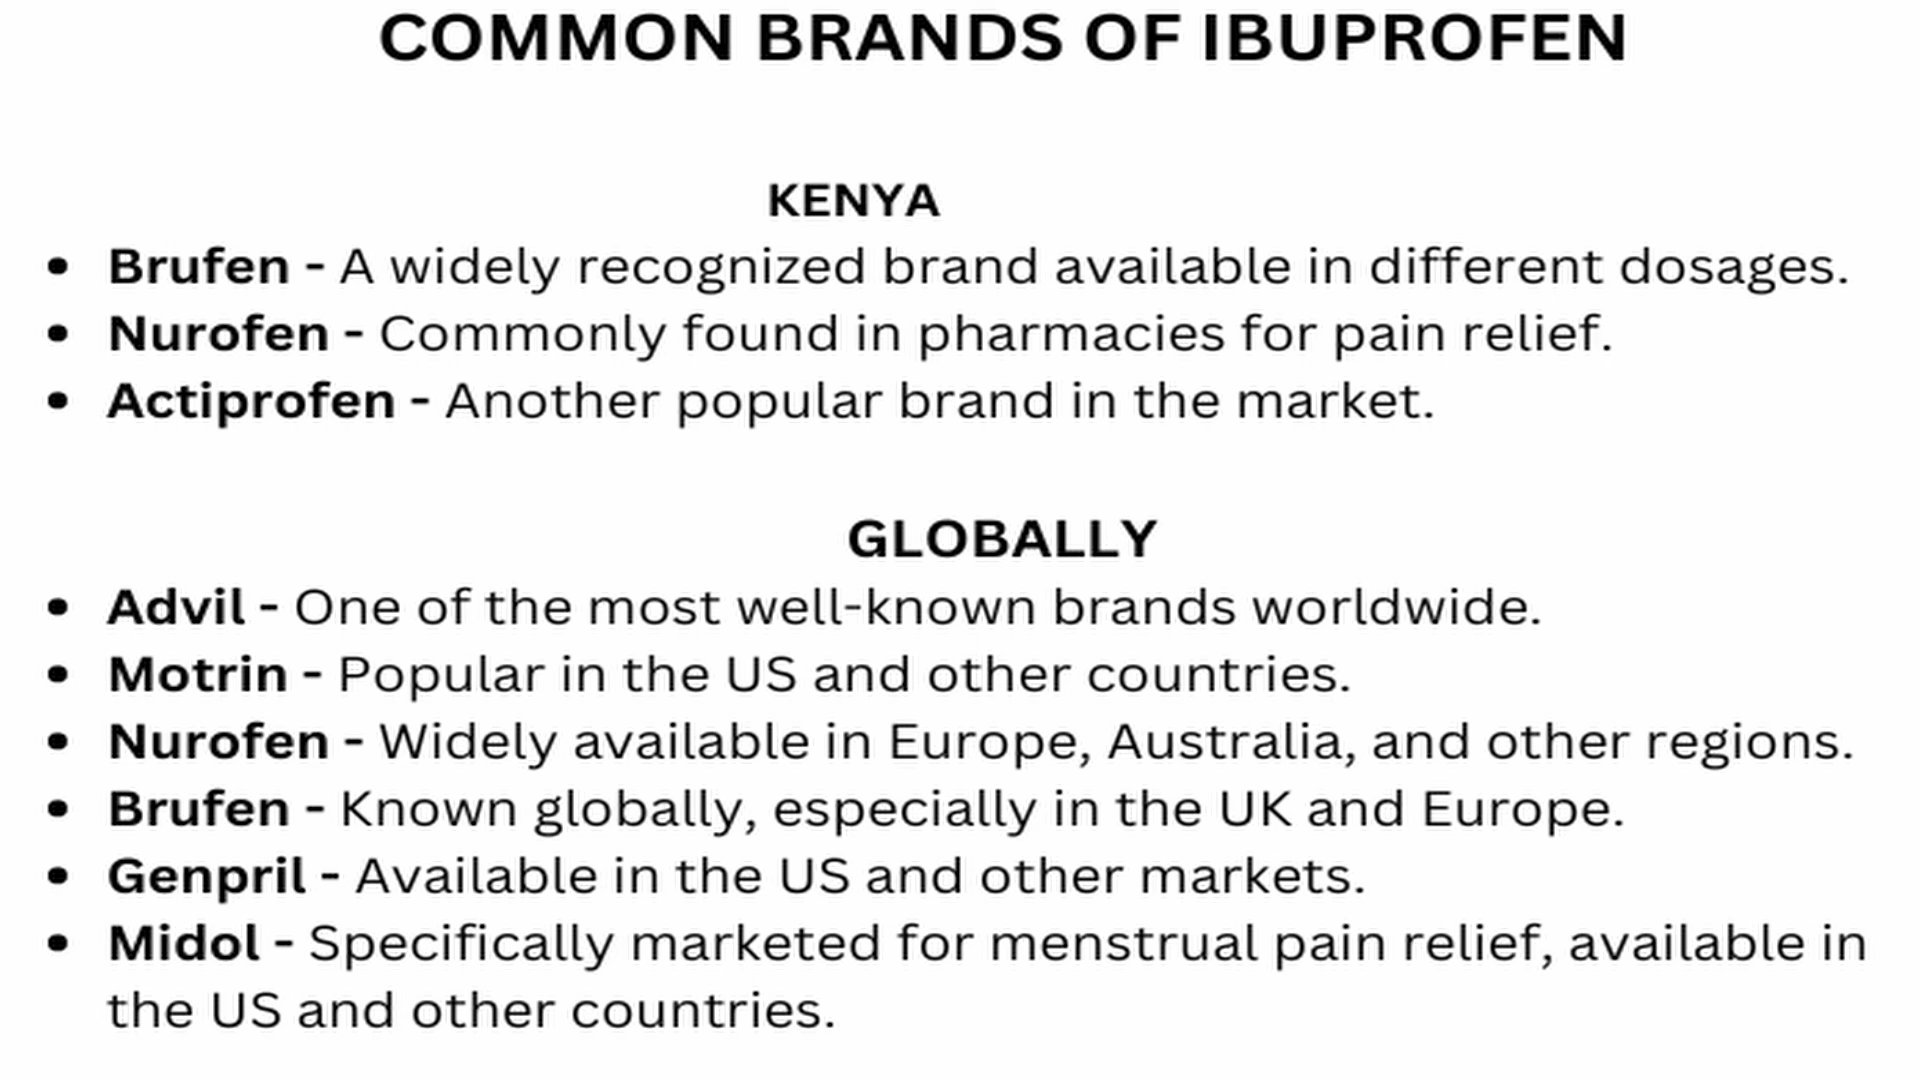 COMMON BRANDS OF IBUPROFEN
KENYA
• Brufen - A widely recognized brand available in different dosages.
• Nurofen - Commonly found in pharmacies for pain relief.
• Actiprofen - Another popular brand in the market.
GLOBALLY
• Advil - One of the most well-known brands worldwide.
• Motrin - Popular in the US and other countries.
• Nurofen - Widely available in Europe, Australia, and other regions.
• Brufen - Known globally, especially in the UK and Europe.
• Genpril - Available in the US and other markets.
• Midol - Specifically marketed for menstrual pain relief, available in
the US and other countries.